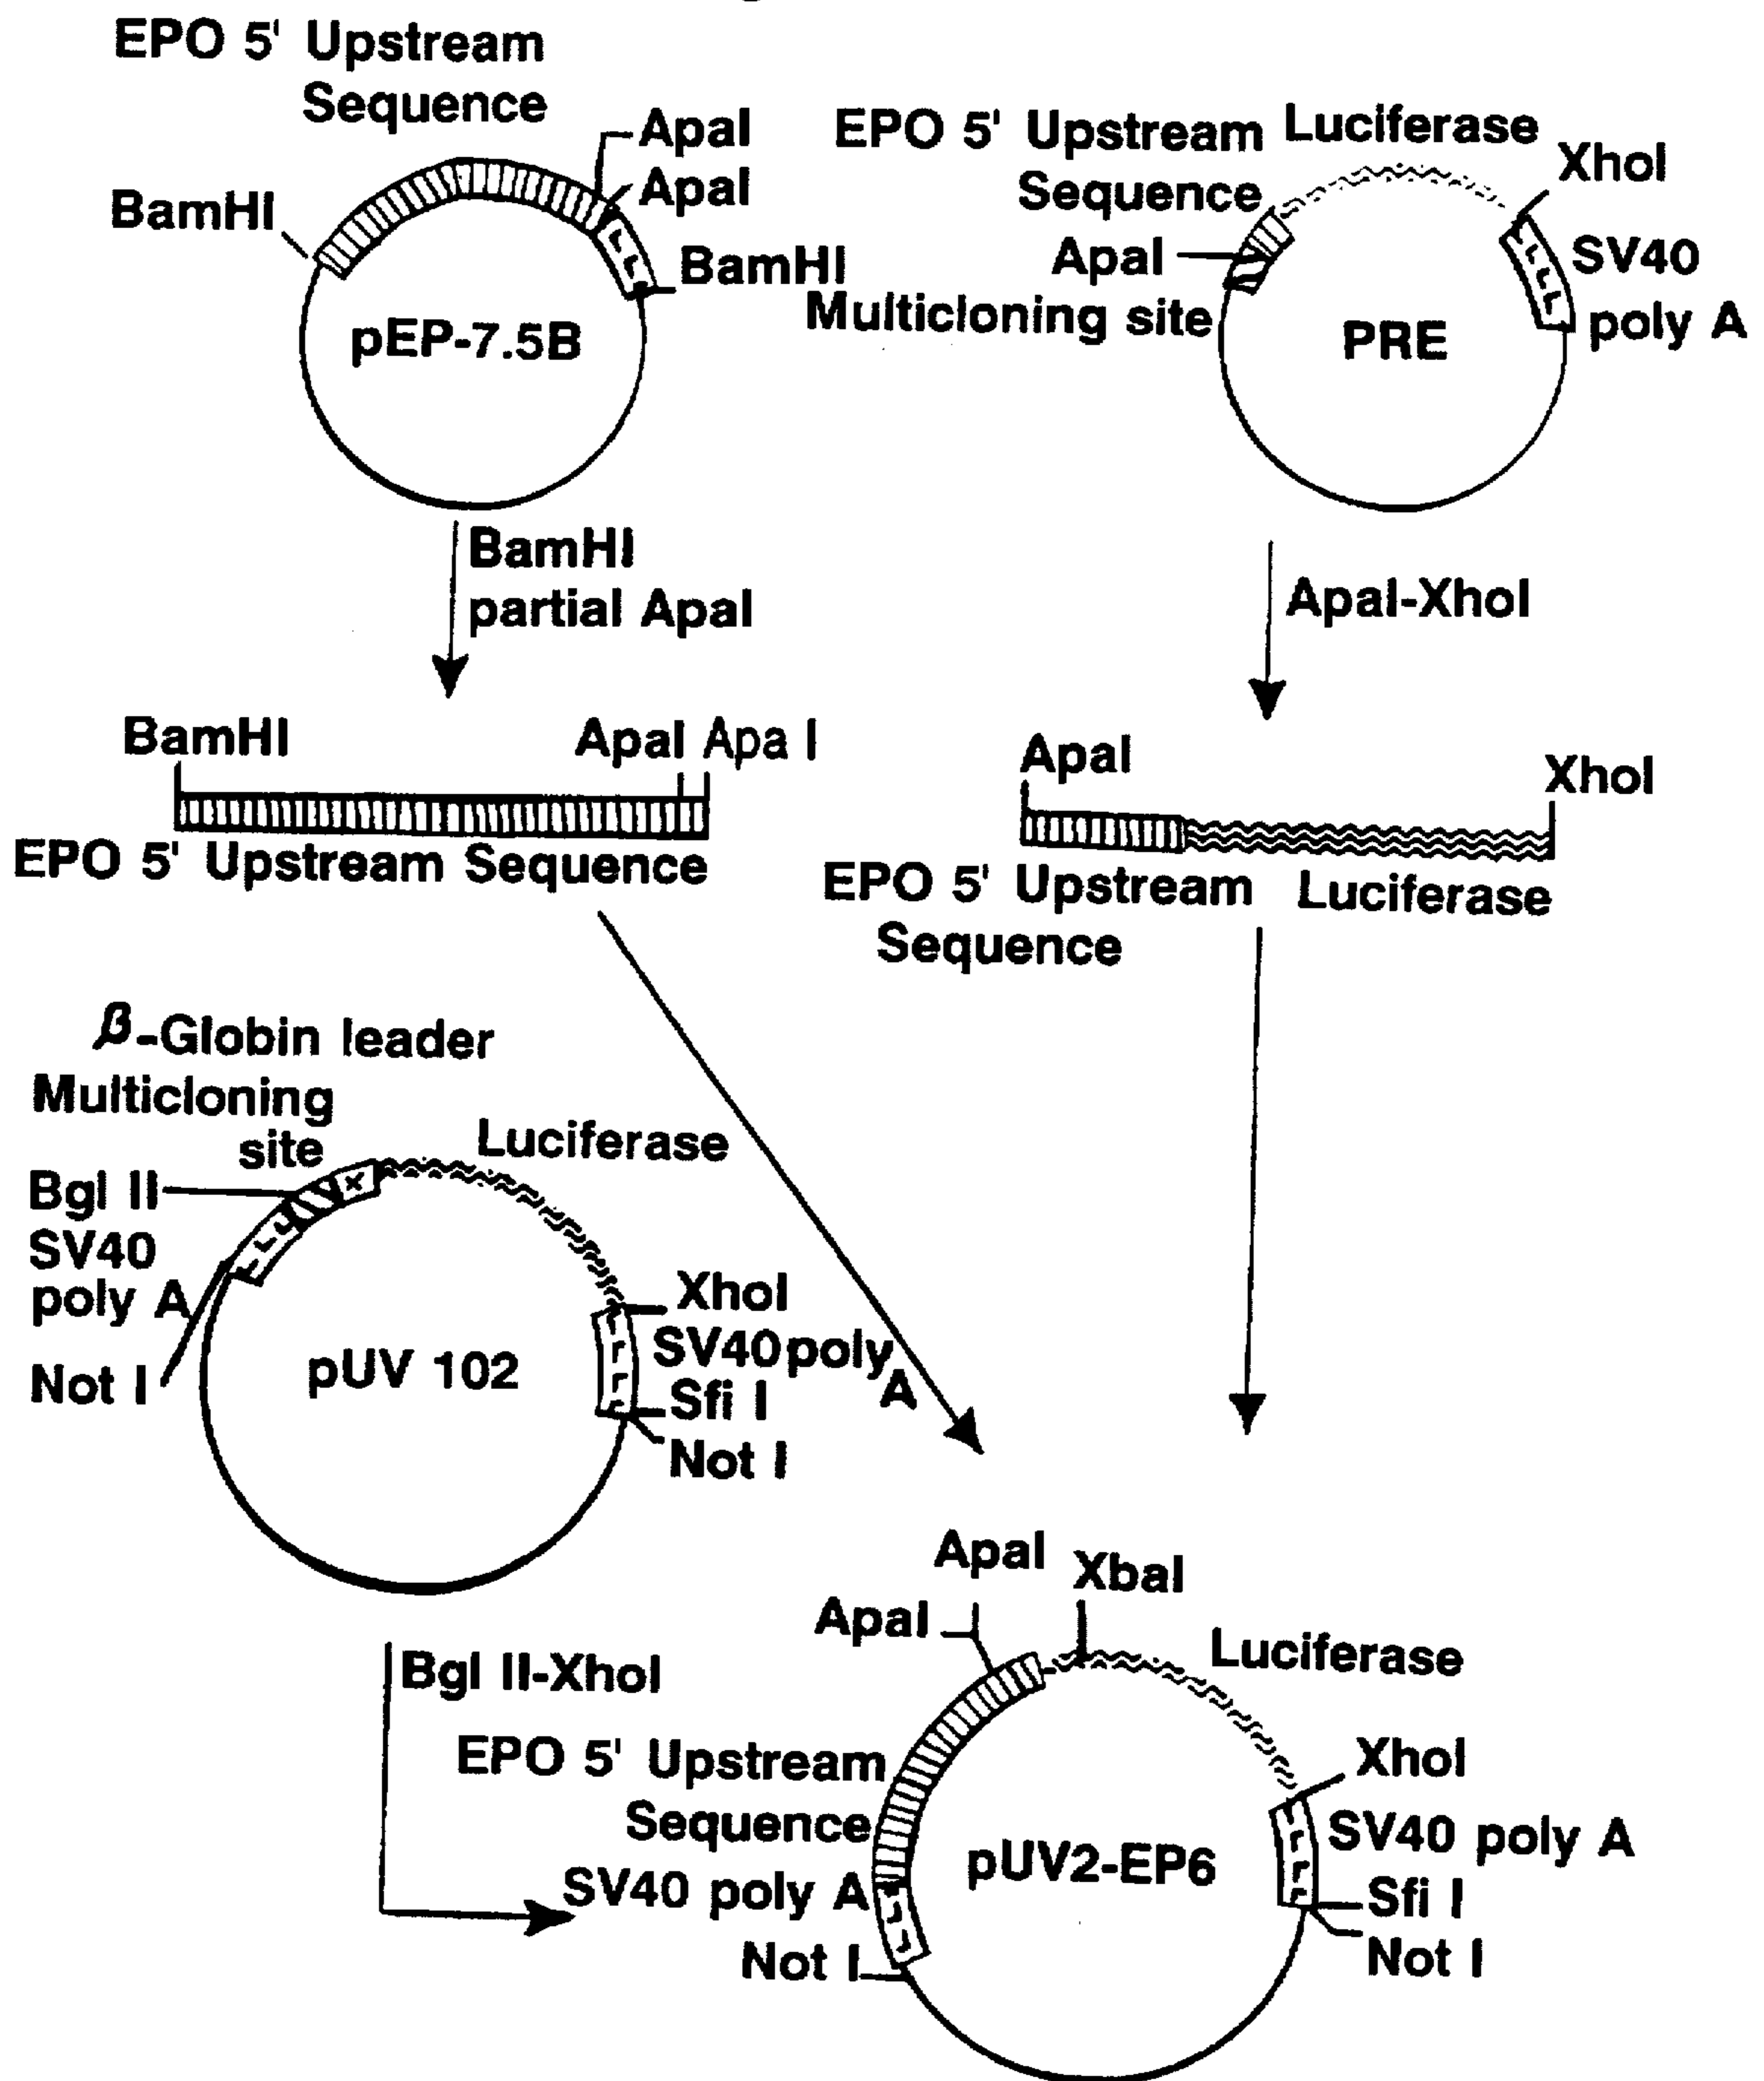 EPO 5' Upstream
Sequence
ApaI
ApaI
BamHI
BamHI
pEP-7.5B
EPO 5' Upstream
Sequence
Luciferase
XhoI
ApaI
Multicloning site
SV40
poly A
PRE
BamHI
partial ApaI
ApaI-XhoI
BamHI
ApaI
Apa I
EPO 5' Upstream Sequence
ApaI
XhoI
EPO 5' Upstream
Sequence
Luciferase
β-Globin leader
Multicloning
site
Luciferase
Bgl II
SV40
poly A
Not I
pUV 102
XhoI
SV40 poly
A
Sfi I
Not I
Bgl II-XhoI
ApaI
XbaI
ApaI
Luciferase
EPO 5' Upstream
Sequence
XhoI
SV40 poly A
SV40 poly A
pUV2-EP6
Sfi I
Not I
Not I